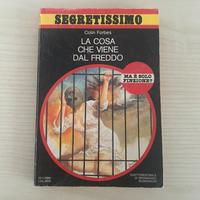 SEGRETISSIMO
Colin Forbes
LA COSA
CHE VIENE
DAL FREDDO
MA È SOLO
FINZIONE?